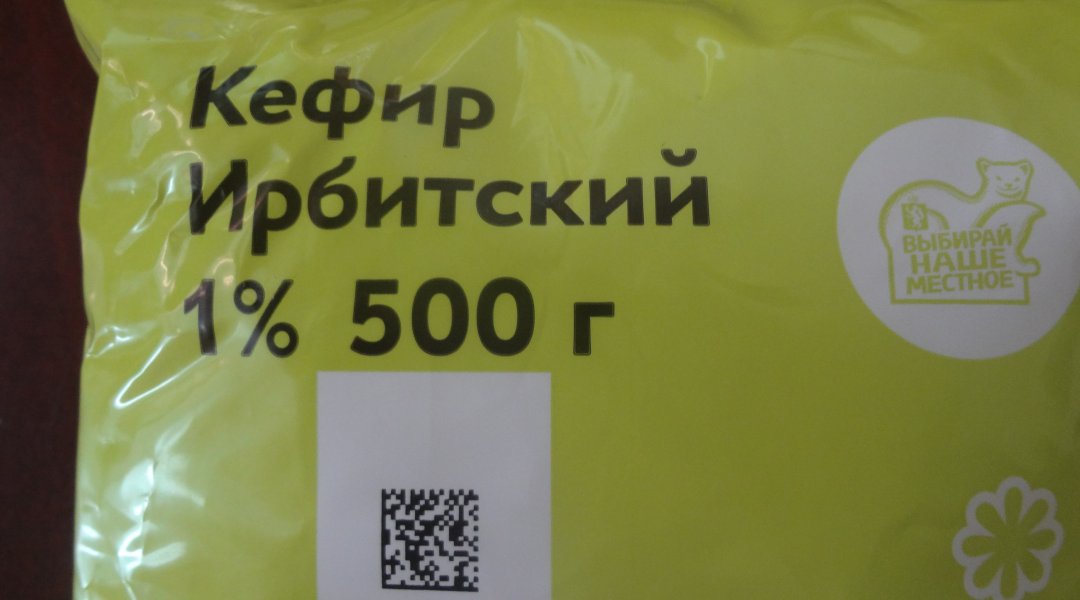 Кефир
Ирбитский
1% 500 г
ВЫБИРАЙ
НАШЕ
МЕСТНОЕ